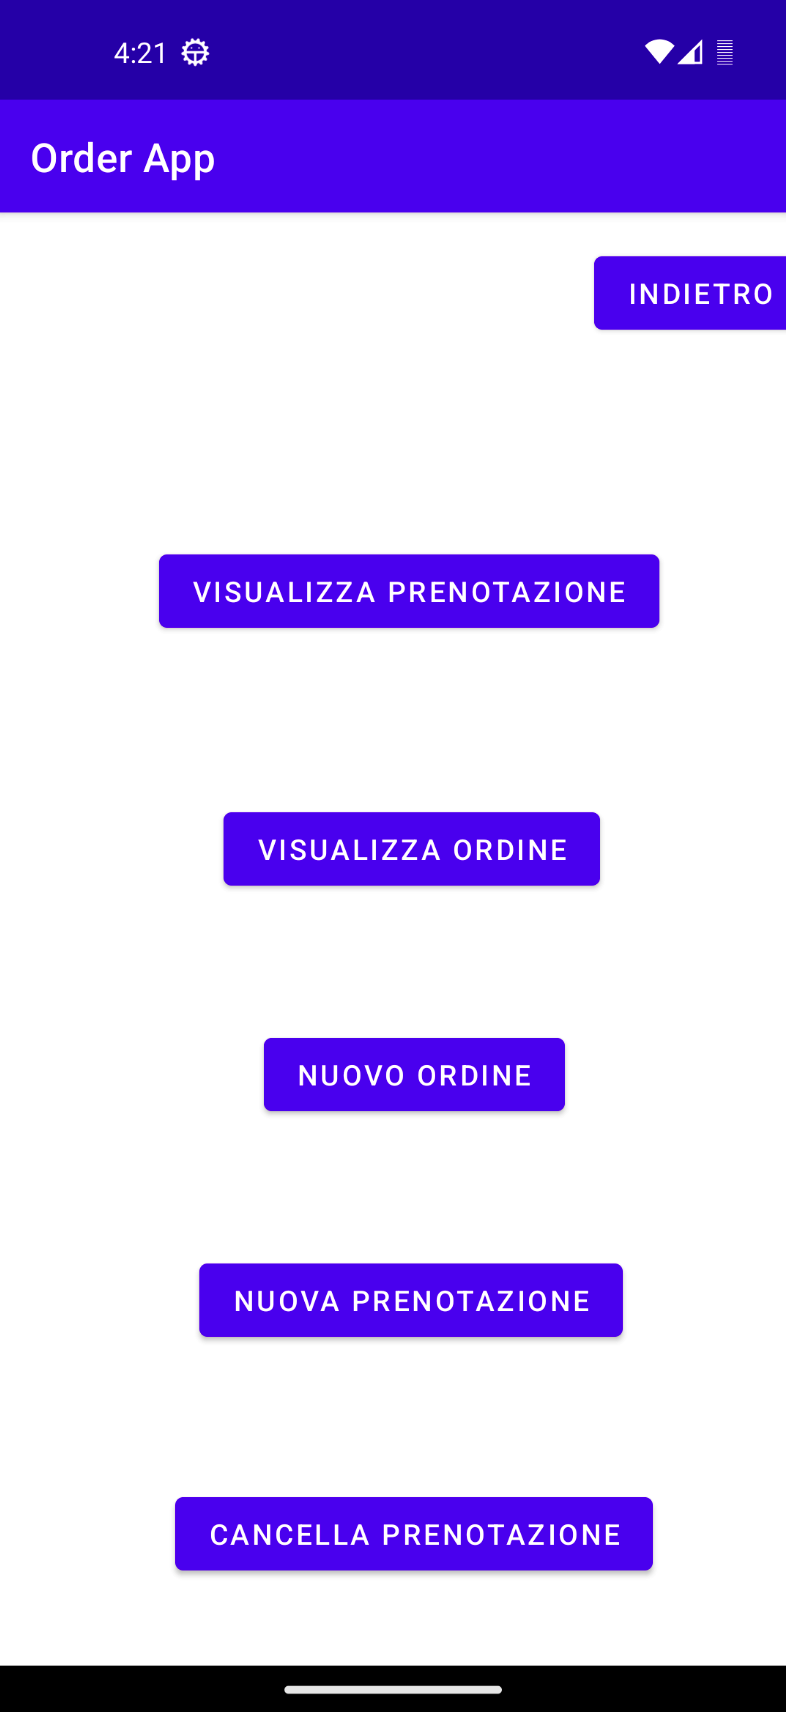 4:21
Order App
INDIETRO
VISUALIZZA PRENOTAZIONE
VISUALIZZA ORDINE
NUOVO ORDINE
NUOVA PRENOTAZIONE
CANCELLA PRENOTAZIONE